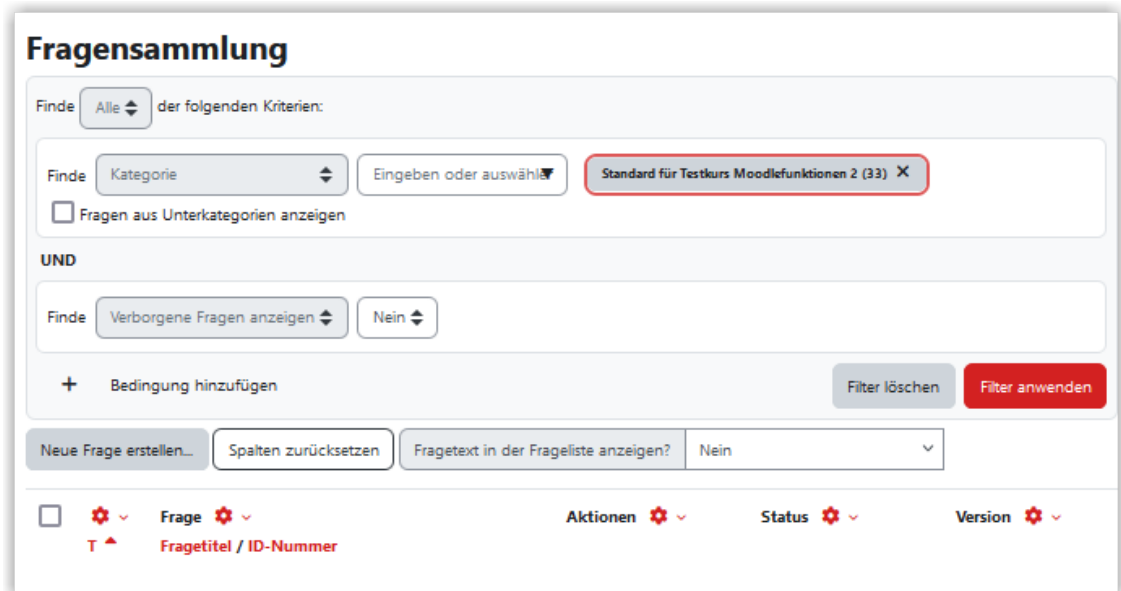 Fragensammlung
Finde Alle der folgenden Kriterien:
Finde Kategorie Eingeben oder auswähle Standard für Testkurs Moodlefunktionen 2 (33) ✕
Fragen aus Unterkategorien anzeigen
UND
Finde Verborgene Fragen anzeigen Nein
+ Bedingung hinzufügen Filter löschen Filter anwenden
Neue Frage erstellen... Spalten zurücksetzen Fragetext in der Frageliste anzeigen? Nein
Frage Aktionen Status Version
T Fragetitel / ID-Nummer